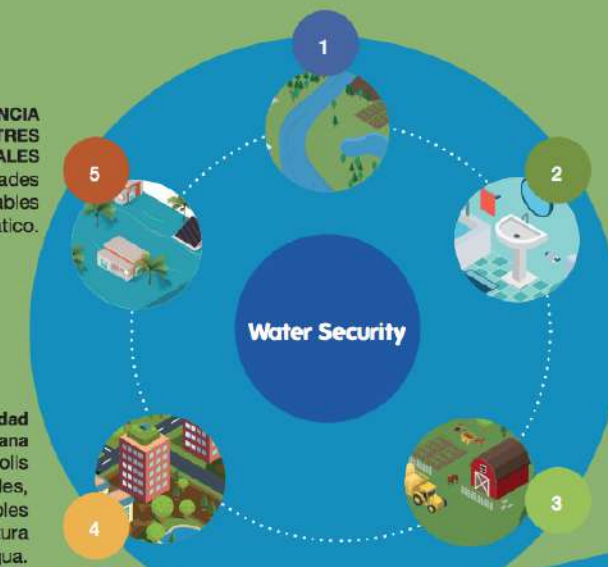 1
NCIA
TRES
ALES
ades
ables
ático.
5
2
Water Security
dad
ana
olis
les,
bles
tura
gua.
4
3